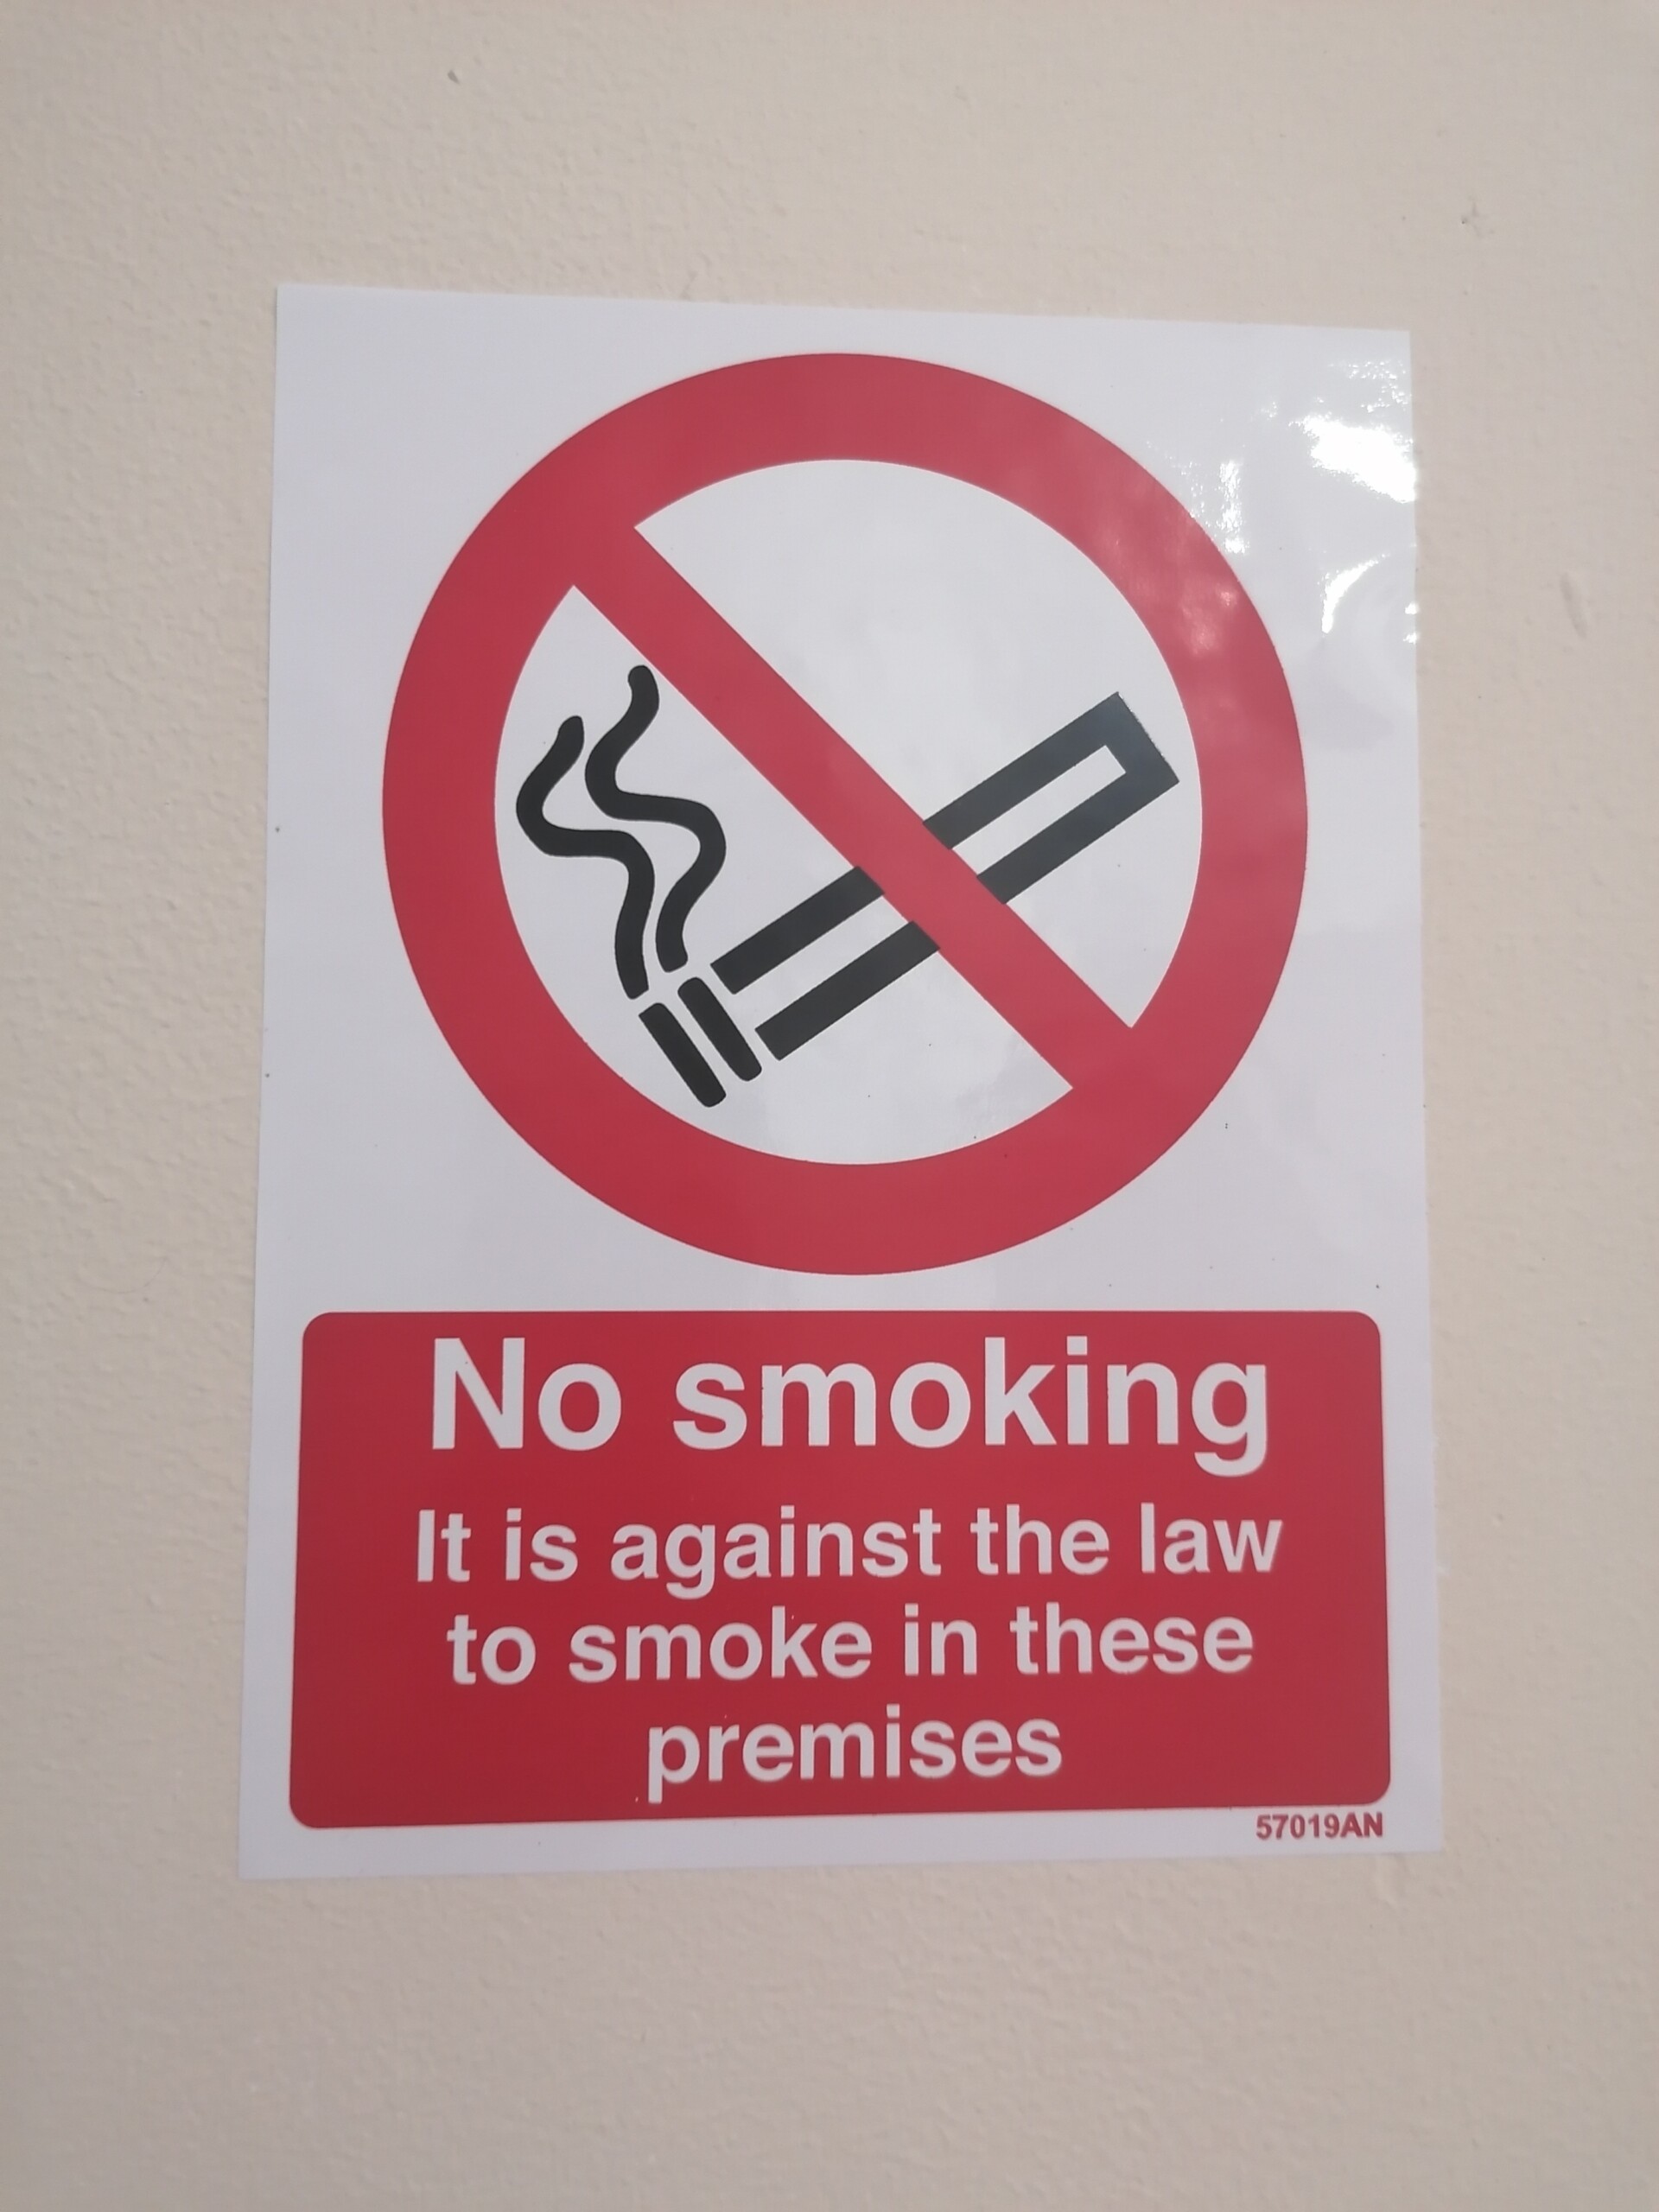 No smoking
It is against the law
to smoke in these
premises
57019AN